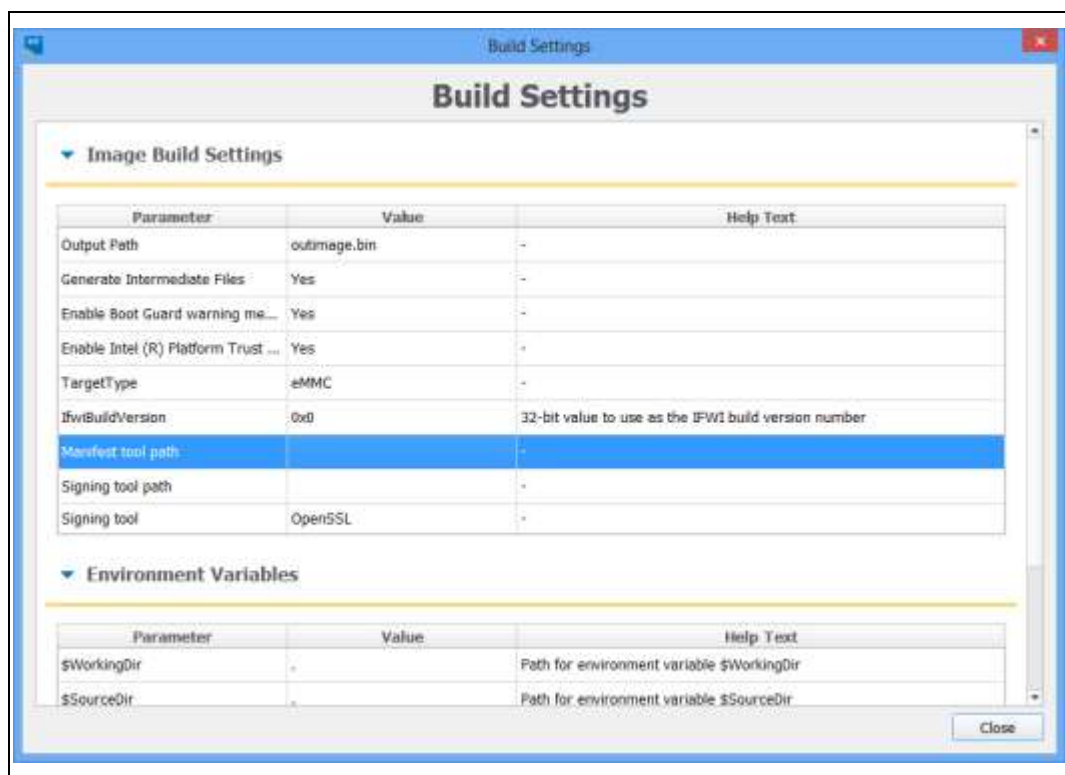 Build Settings
Build Settings
Image Build Settings
Parameter Value Help Text
Output Path outimage.bin -
Generate Intermediate Files Yes -
Enable Boot Guard warning me... Yes -
Enable Intel (R) Platform Trust ... Yes -
TargetType eMMC -
IfwiBuildVersion 0x0 32-bit value to use as the IFWI build version number
Manifest tool path -
Signing tool path -
Signing tool OpenSSL -
Environment Variables
Parameter Value Help Text
$WorkingDir . Path for environment variable $WorkingDir
$SourceDir . Path for environment variable $SourceDir
Close